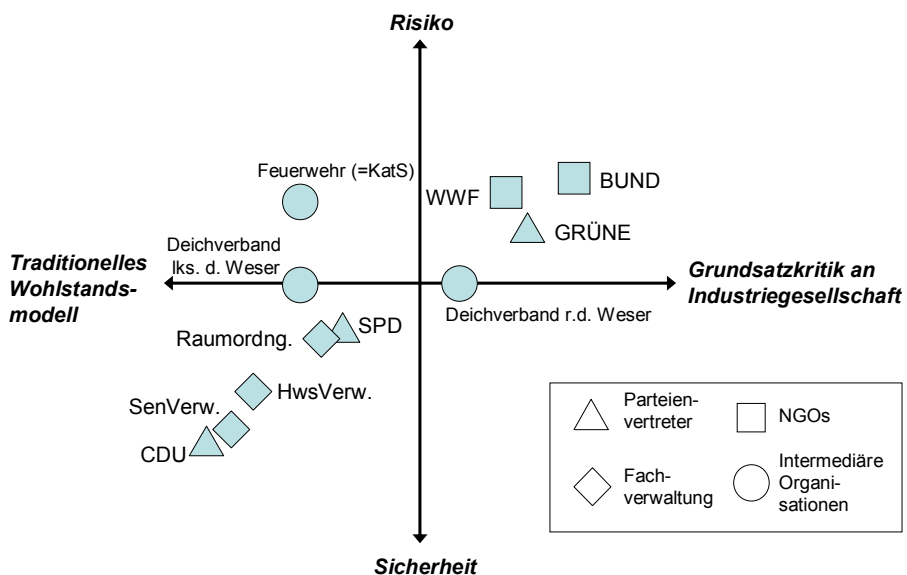 Risiko
Feuerwehr (=KatS)
WWF
BUND
GRÜNE
Deichverband
lks. d. Weser
Traditionelles
Wohlstands-
modell
Grundsatzkritik an
Industriegesellschaft
Deichverband r.d. Weser
Raumordng.
SPD
HwsVerw.
SenVerw.
CDU
Parteien-
vertreter
NGOs
Fach-
verwaltung
Intermediäre
Organi-
sationen
Sicherheit